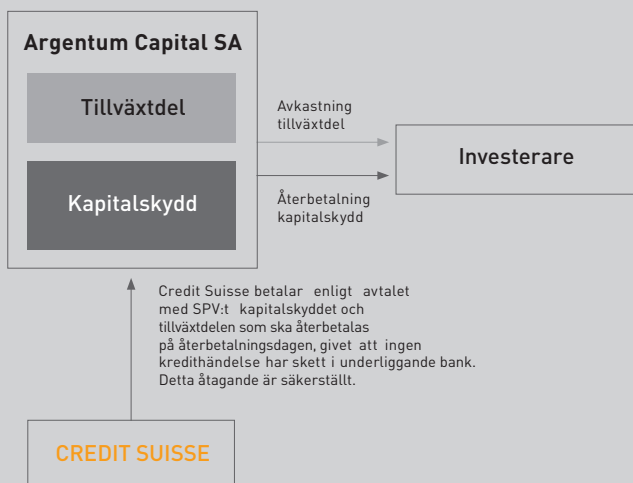 Argentum Capital SA
Tillväxtdel
Kapitalskydd
Avkastning
tillväxtdel
Återbetalning
kapitalskydd
Investerare
Credit Suisse betalar enligt avtalet
med SPV:t kapitalskyddet och
tillväxtdelen som ska återbetalas
på återbetalningsdagen, givet att ingen
kredithändelse har skett i underliggande bank.
Detta åtagande är säkerställt.
CREDIT SUISSE